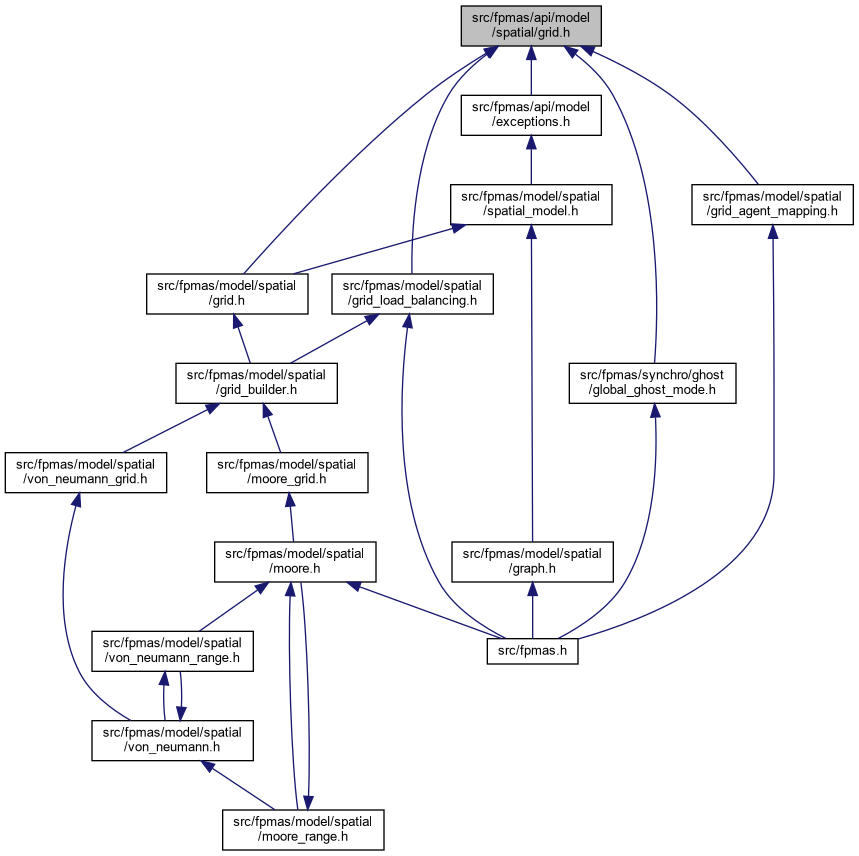 src/fpmas/api/model
/spatial/grid.h
src/fpmas/api/model
/exceptions.h
src/fpmas/model/spatial
/spatial_model.h
src/fpmas/model/spatial
/grid_agent_mapping.h
src/fpmas/model/spatial
/grid.h
src/fpmas/model/spatial
/grid_load_balancing.h
src/fpmas/model/spatial
/grid_builder.h
src/fpmas/synchro/ghost
/global_ghost_mode.h
src/fpmas/model/spatial
/von_neumann_grid.h
src/fpmas/model/spatial
/moore_grid.h
src/fpmas/model/spatial
/moore.h
src/fpmas/model/spatial
/graph.h
src/fpmas/model/spatial
/von_neumann_range.h
src/fpmas.h
src/fpmas/model/spatial
/von_neumann.h
src/fpmas/model/spatial
/moore_range.h